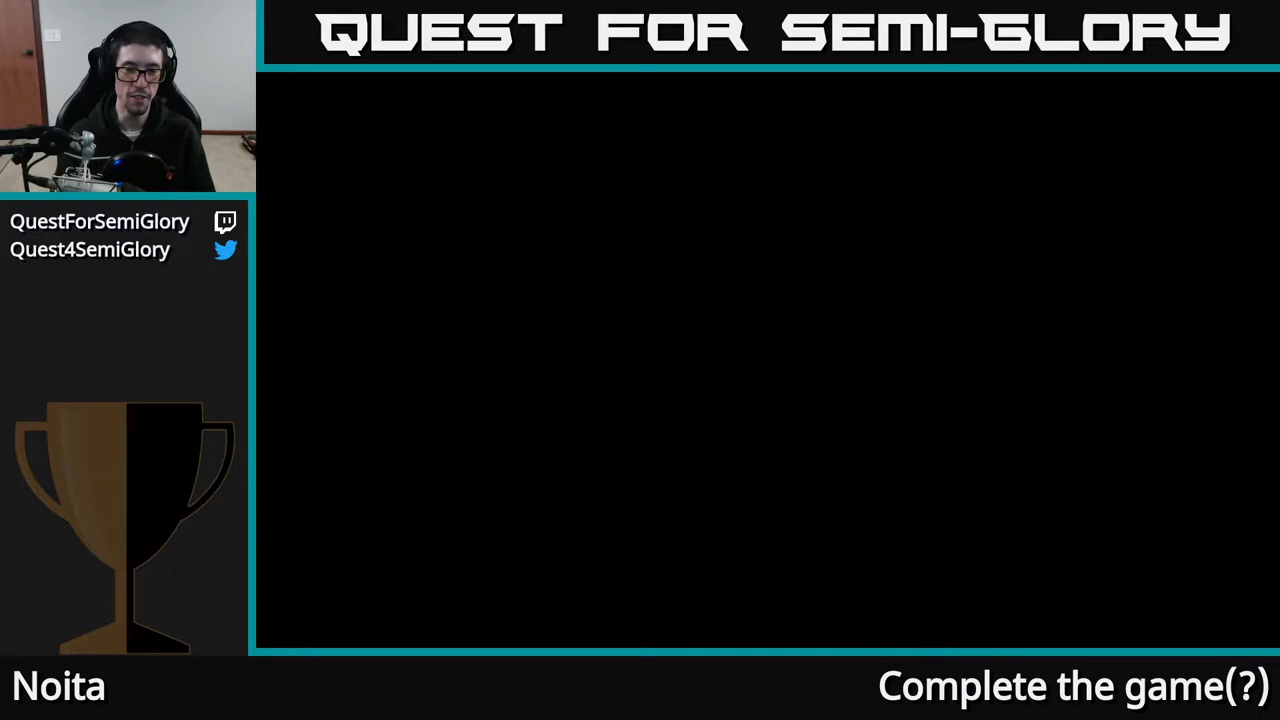 QUEST FOR SEMI-GLORY
QuestForSemiGlory
Quest4SemiGlory
Noita
Complete the game(?)